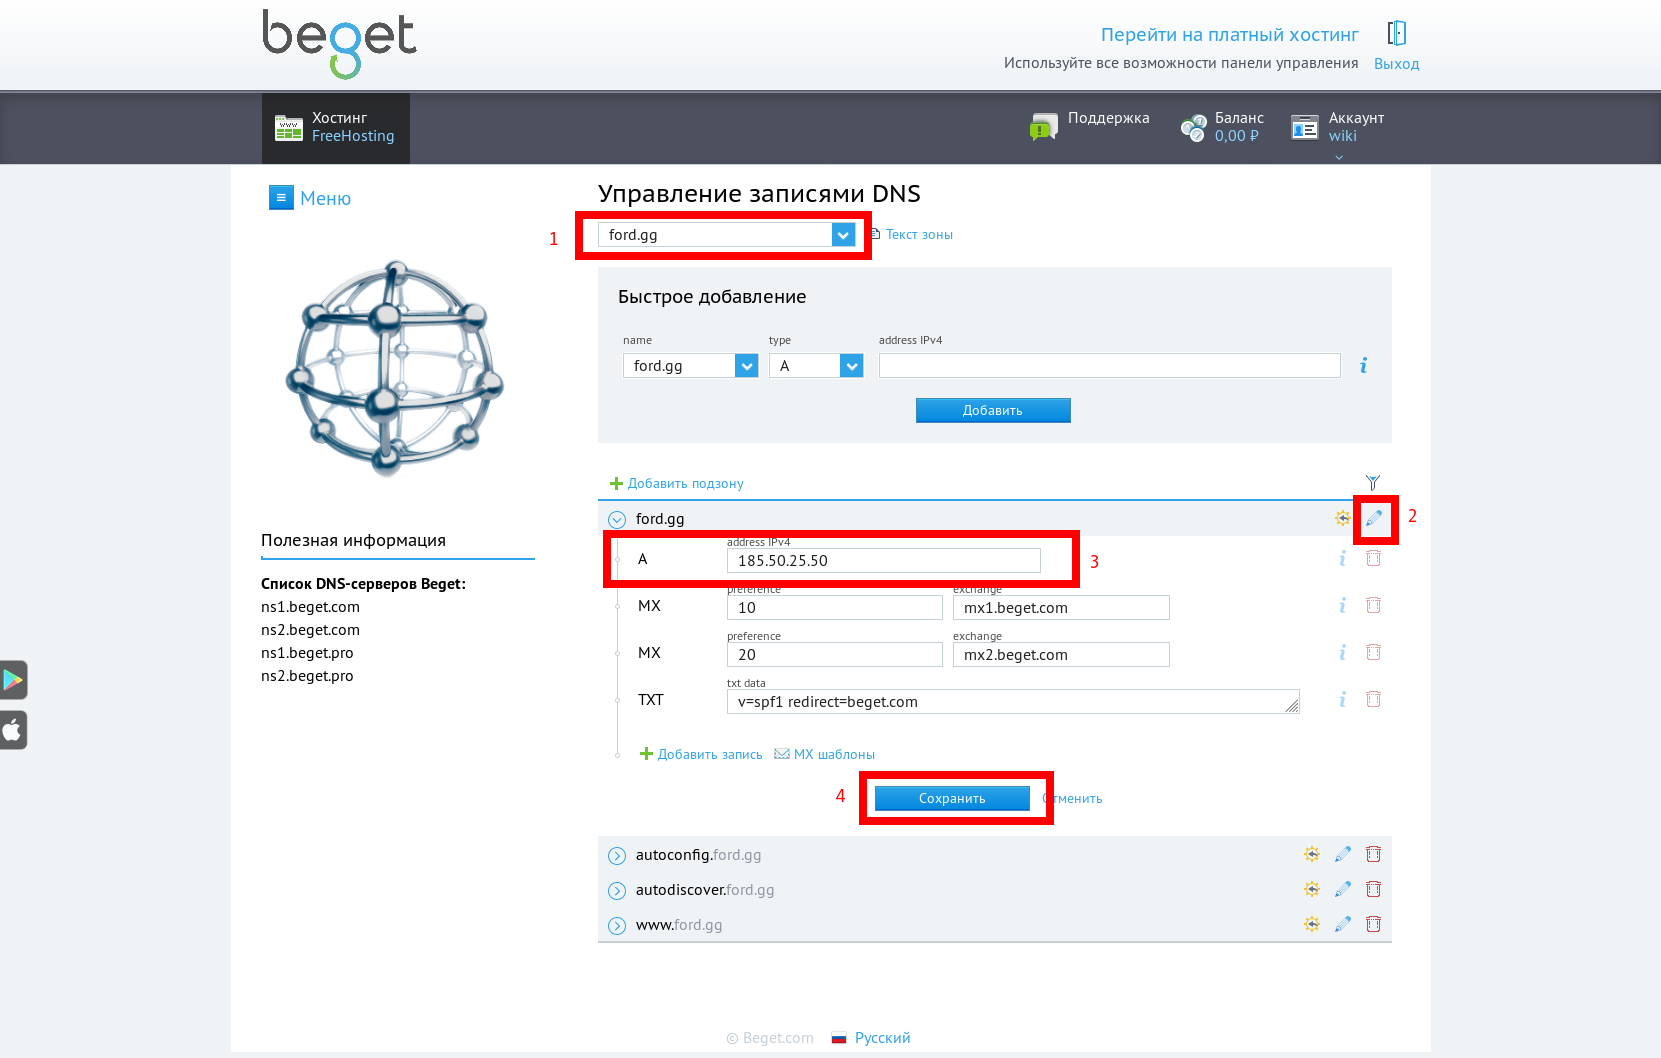 beget
Перейти на платный хостинг
Используйте все возможности панели управления
Выход
Хостинг
FreeHosting
Поддержка
Баланс
0,00 ₽
Аккаунт
wiki
Меню
Управление записями DNS
1
ford.gg
Текст зоны
Быстрое добавление
name type address IPv4
ford.gg A
Добавить
Добавить подзону
ford.gg
2
address IPv4
A 185.50.25.50
3
preference exchange
MX 10 mx1.beget.com
preference exchange
MX 20 mx2.beget.com
txt data
TXT v=spf1 redirect=beget.com
Добавить запись MX шаблоны
4
Сохранить Отменить
autoconfig.ford.gg
autodiscover.ford.gg
www.ford.gg
Полезная информация
Список DNS-серверов Beget:
ns1.beget.com
ns2.beget.com
ns1.beget.pro
ns2.beget.pro
© Beget.com Русский